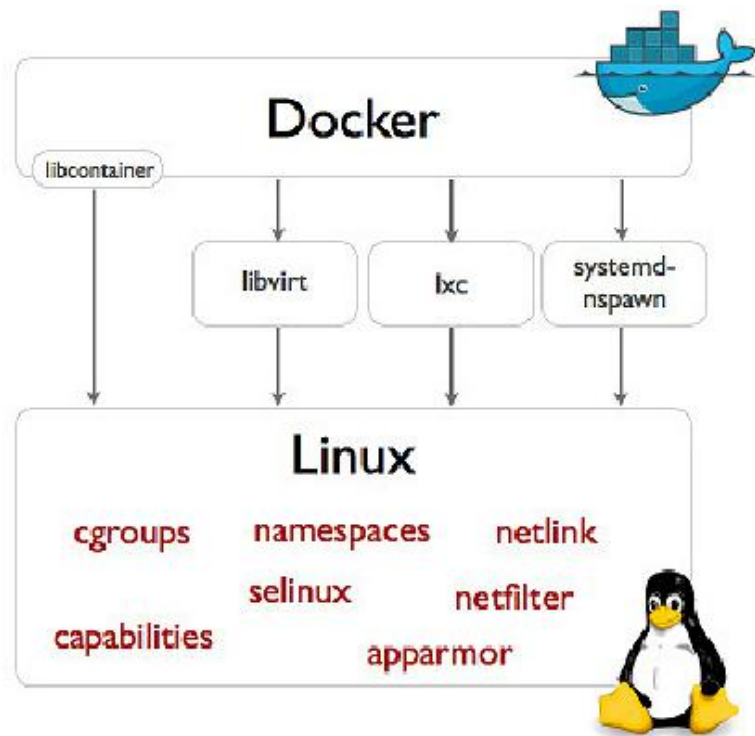 Docker
libcontainer
libvirt
lxc
systemd-
nspawn
Linux
cgroups
namespaces
netlink
selinux
netfilter
capabilities
apparmor